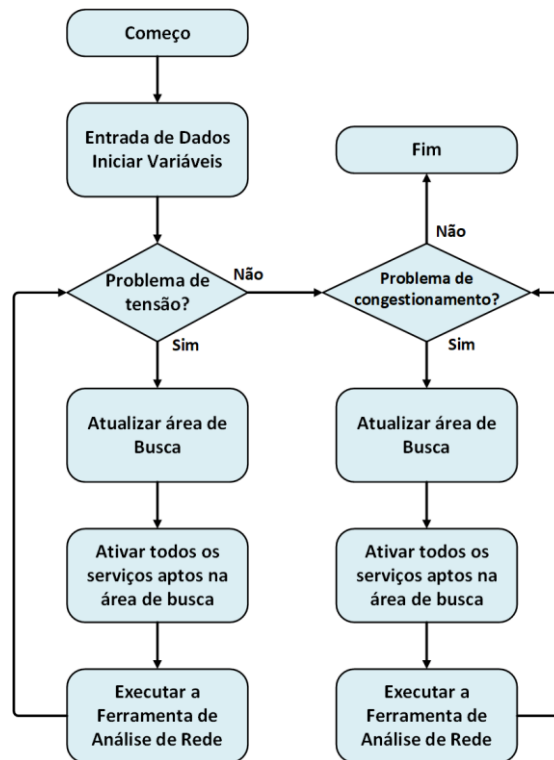 Começo
Entrada de Dados
Iniciar Variáveis
Problema de
tensão?
Não
Sim
Atualizar área de
Busca
Ativar todos os
serviços aptos na
área de busca
Executar a
Ferramenta de
Análise de Rede
Fim
Não
Problema de
congestionamento?
Sim
Atualizar área de
Busca
Ativar todos os
serviços aptos na
área de busca
Executar a
Ferramenta de
Análise de Rede